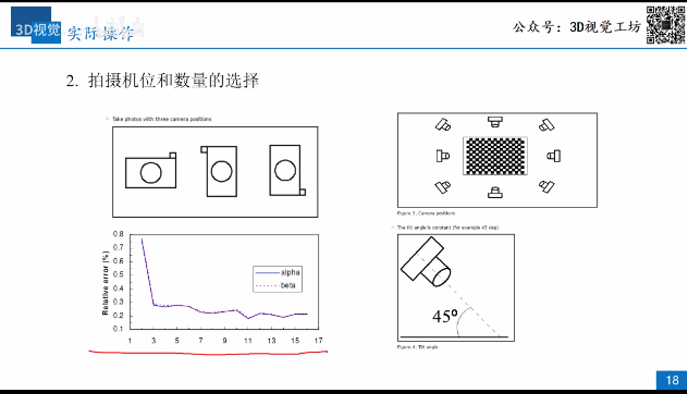 3D视觉
实际操作
公众号：3D视觉工坊
2. 拍摄机位和数量的选择
Take photos with three camera positions
Figure 3. Camera positions
The tilt angle is constant (for example 45 deg)
45°
Figure 4. Tilt angle
Relative error (%)
0.8
0.7
0.6
0.5
0.4
0.3
0.2
0.1
1 3 5 7 9 11 13 15 17
alpha
beta
18